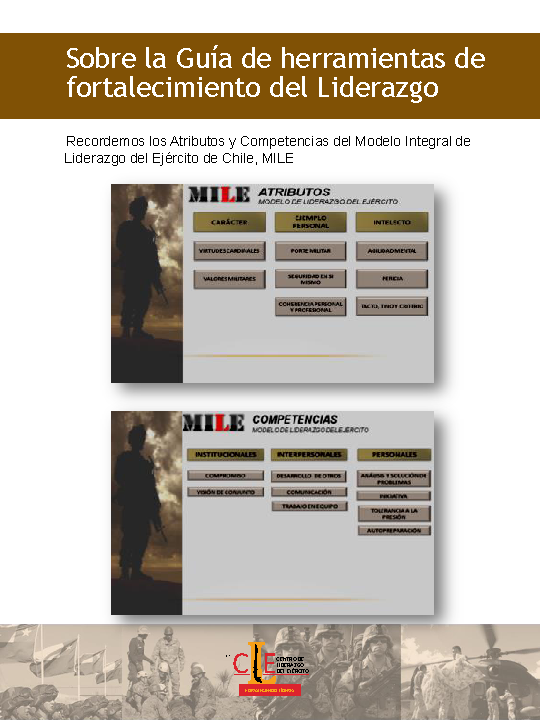 Sobre la Guía de herramientas de
fortalecimiento del Liderazgo
Recordemos los Atributos y Competencias del Modelo Integral de
Liderazgo del Ejército de Chile, MILE
MILE
ATRIBUTOS
MODELO DE LIDERAZGO DEL EJÉRCITO
CARÁCTER
EJEMPLO
PERSONAL
INTELECTO
VIRTUDES CARDINALES
PORTE MILITAR
AGILIDAD MENTAL
VALORES MILITARES
SEGURIDAD EN SI
MISMO
PERICIA
COHERENCIA PERSONAL
Y PROFESIONAL
TACTO, TINO Y CRITERIO
MILE
COMPETENCIAS
MODELO DE LIDERAZGO DEL EJERCITO
INSTITUCIONALES
INTERPERSONALES
PERSONALES
COMPROMISO
DESARROLLO DE OTROS
ANÁLISIS Y SOLUCIÓN DE
PROBLEMAS
VISIÓN DE CONJUNTO
COMUNICACIÓN
INICIATIVA
TRABAJO EN EQUIPO
TOLERANCIA A LA
PRESIÓN
AUTOPREPARACIÓN
CLE
CENTRO DE
LIDERAZGO
DEL EJÉRCITO